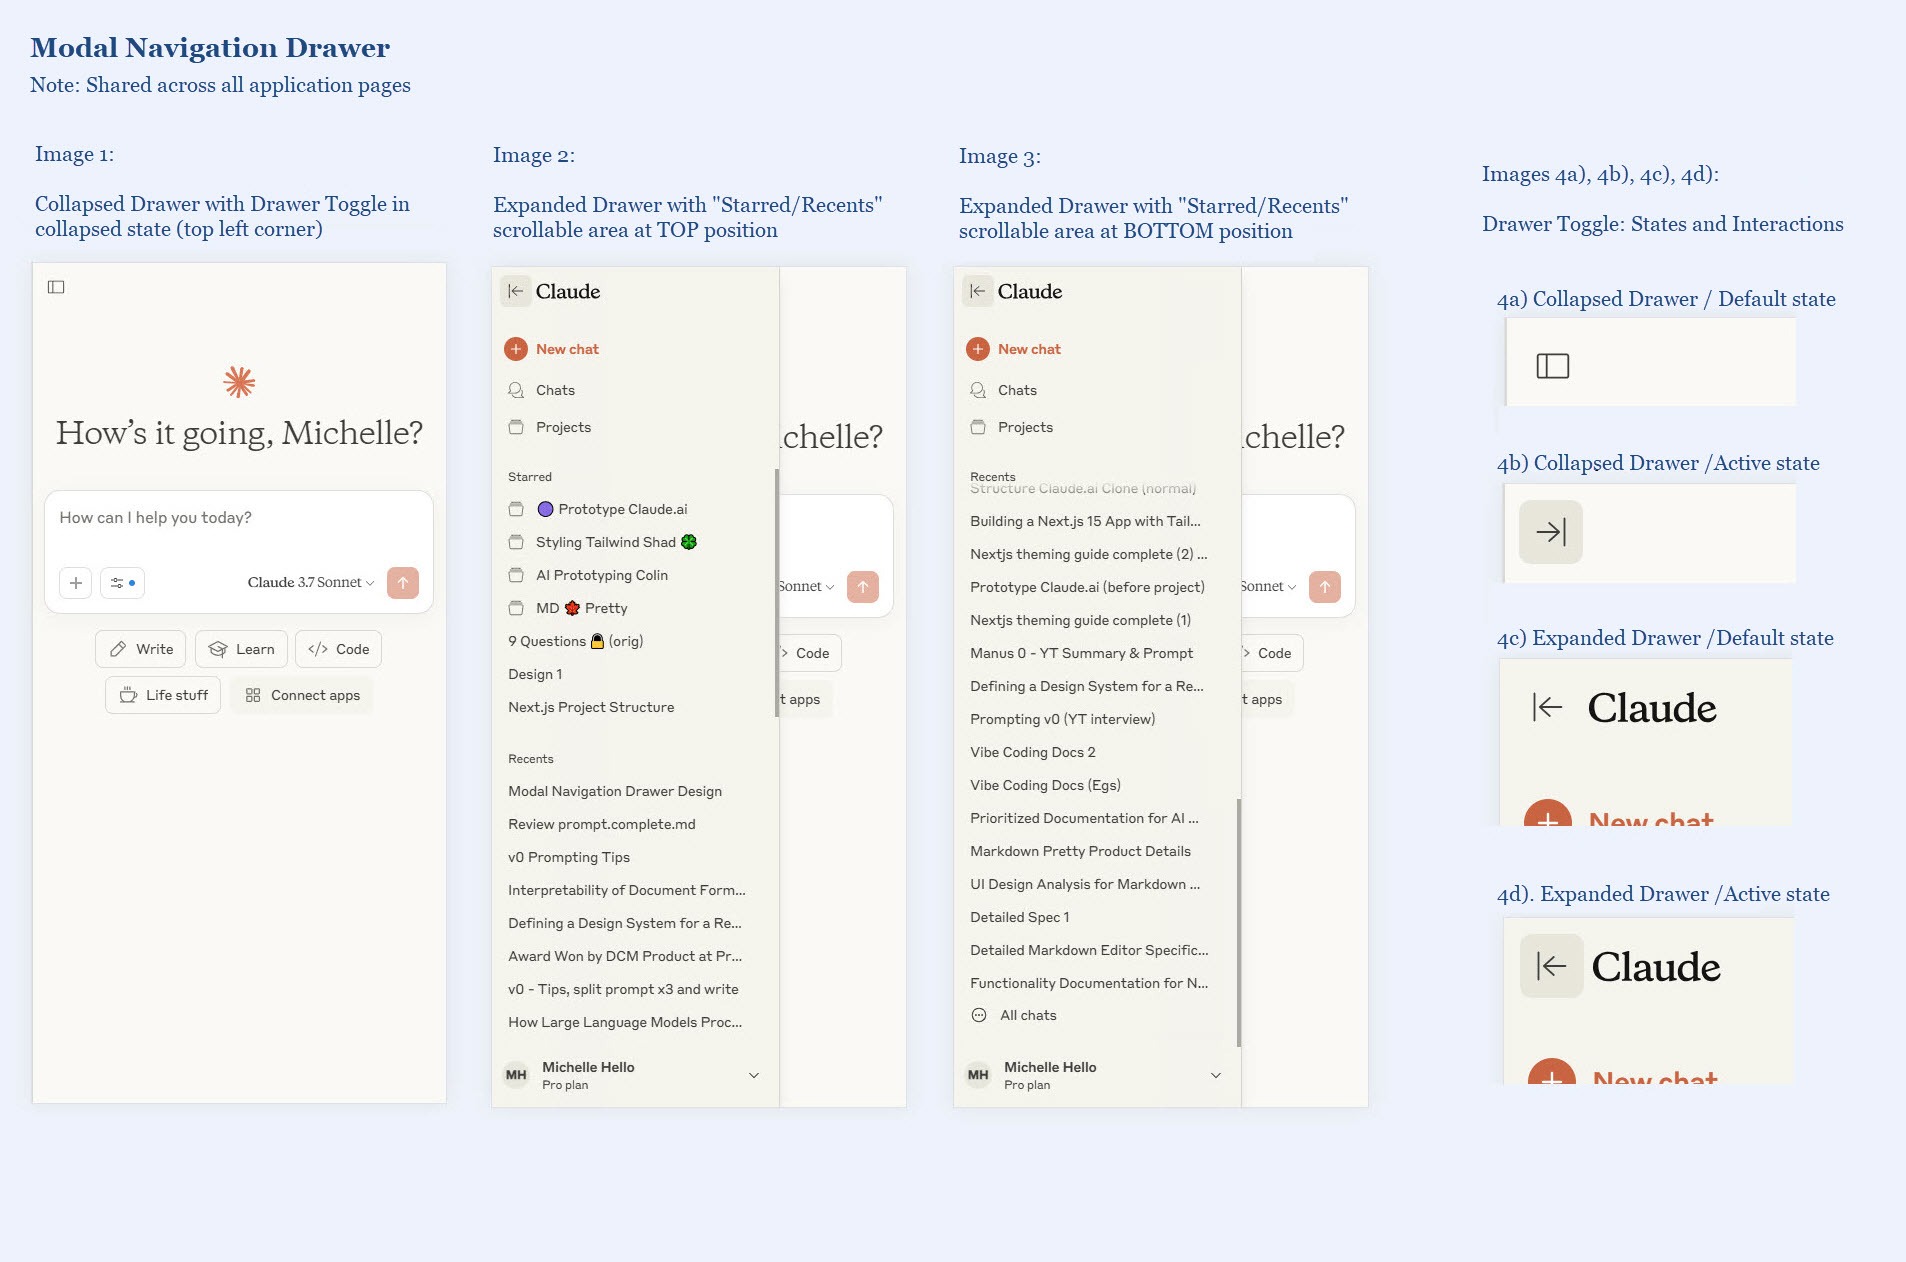 Modal Navigation Drawer
Note: Shared across all application pages
Image 1:
Collapsed Drawer with Drawer Toggle in
collapsed state (top left corner)
How's it going, Michelle?
How can I help you today?
Claude 3.7 Sonnet
Write
Learn
Code
Life stuff
Connect apps
Image 2:
Expanded Drawer with "Starred/Recents"
scrollable area at TOP position
Claude
New chat
Chats
Projects
Starred
Prototype Claude.ai
Styling Tailwind Shad
AI Prototyping Colin
MD Pretty
9 Questions (orig)
Design 1
Next.js Project Structure
Recents
Modal Navigation Drawer Design
Review prompt.complete.md
v0 Prompting Tips
Interpretability of Document Form...
Defining a Design System for a Re...
Award Won by DCM Product at Pr...
v0 - Tips, split prompt x3 and write
How Large Language Models Proc...
MH
Michelle Hello
Pro plan
ichelle?
Sonnet
Code
t apps
Image 3:
Expanded Drawer with "Starred/Recents"
scrollable area at BOTTOM position
Claude
New chat
Chats
Projects
Recents
Structure Claude.ai Clone (normal)
Building a Next.js 15 App with Tail...
Nextjs theming guide complete (2) ...
Prototype Claude.ai (before project)
Nextjs theming guide complete (1)
Manus 0 - YT Summary & Prompt
Defining a Design System for a Re...
Prompting v0 (YT interview)
Vibe Coding Docs 2
Vibe Coding Docs (Egs)
Prioritized Documentation for AI ...
Markdown Pretty Product Details
UI Design Analysis for Markdown ...
Detailed Spec 1
Detailed Markdown Editor Specific...
Functionality Documentation for N...
All chats
MH
Michelle Hello
Pro plan
ichelle?
Sonnet
Code
t apps
Images 4a), 4b), 4c), 4d):
Drawer Toggle: States and Interactions
4a) Collapsed Drawer / Default state
4b) Collapsed Drawer /Active state
4c) Expanded Drawer /Default state
Claude
New chat
4d). Expanded Drawer /Active state
Claude
New chat